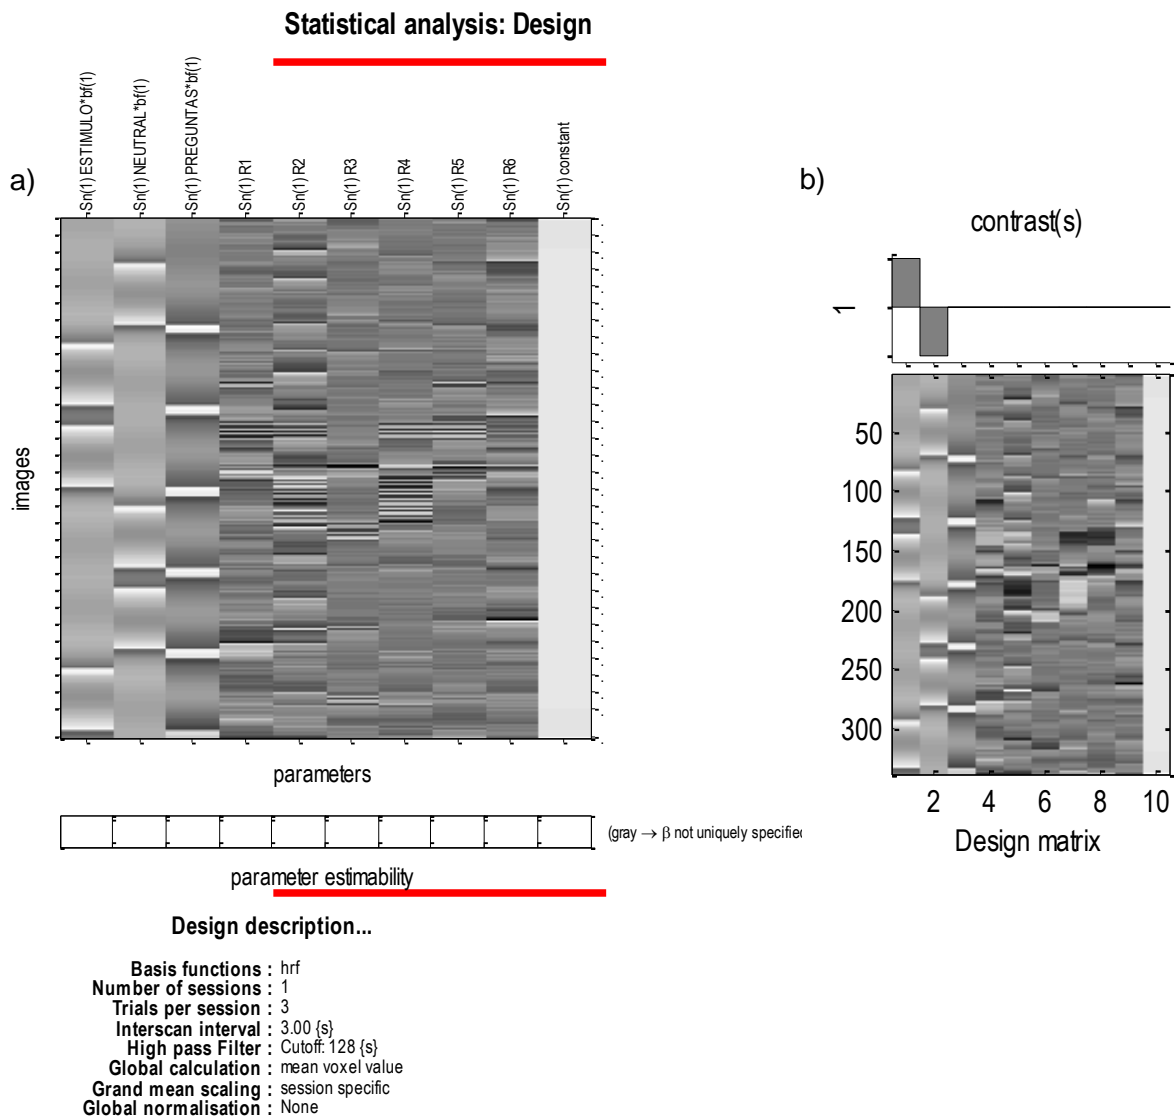 Statistical analysis: Design
a)
Sn(1) ESTIMULO*bf(1)
Sn(1) NEUTRAL*bf(1)
Sn(1) PREGUNTAS*bf(1)
Sn(1) R1
Sn(1) R2
Sn(1) R3
Sn(1) R4
Sn(1) R5
Sn(1) R6
Sn(1) constant
images
parameters
(gray → β not uniquely specified
parameter estimability
Design description...
Basis functions : hrf
Number of sessions : 1
Trials per session : 3
Interscan interval : 3.00 {s}
High pass Filter : Cutoff: 128 {s}
Global calculation : mean voxel value
Grand mean scaling : session specific
Global normalisation : None
b)
contrast(s)
1
50
100
150
200
250
300
2 4 6 8 10
Design matrix